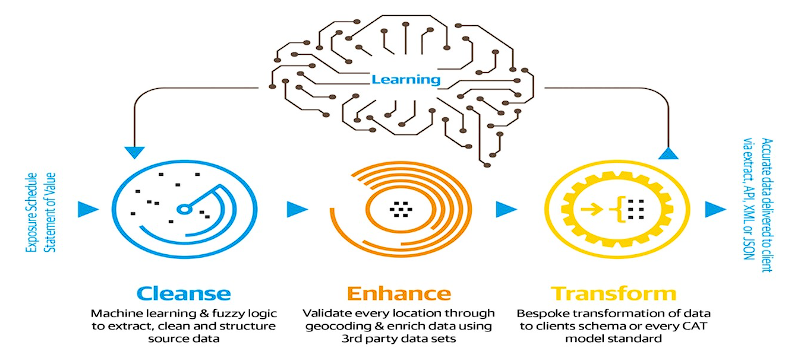 Learning
Exposure Schedule
Statement of Value
Accurate data delivered to client
via extract, API, XML or JSON
Cleanse
Machine learning & fuzzy logic
to extract, clean and structure
source data
Enhance
Validate every location through
geocoding & enrich data using
3rd party data sets
Transform
Bespoke transformation of data
to clients schema or every CAT
model standard